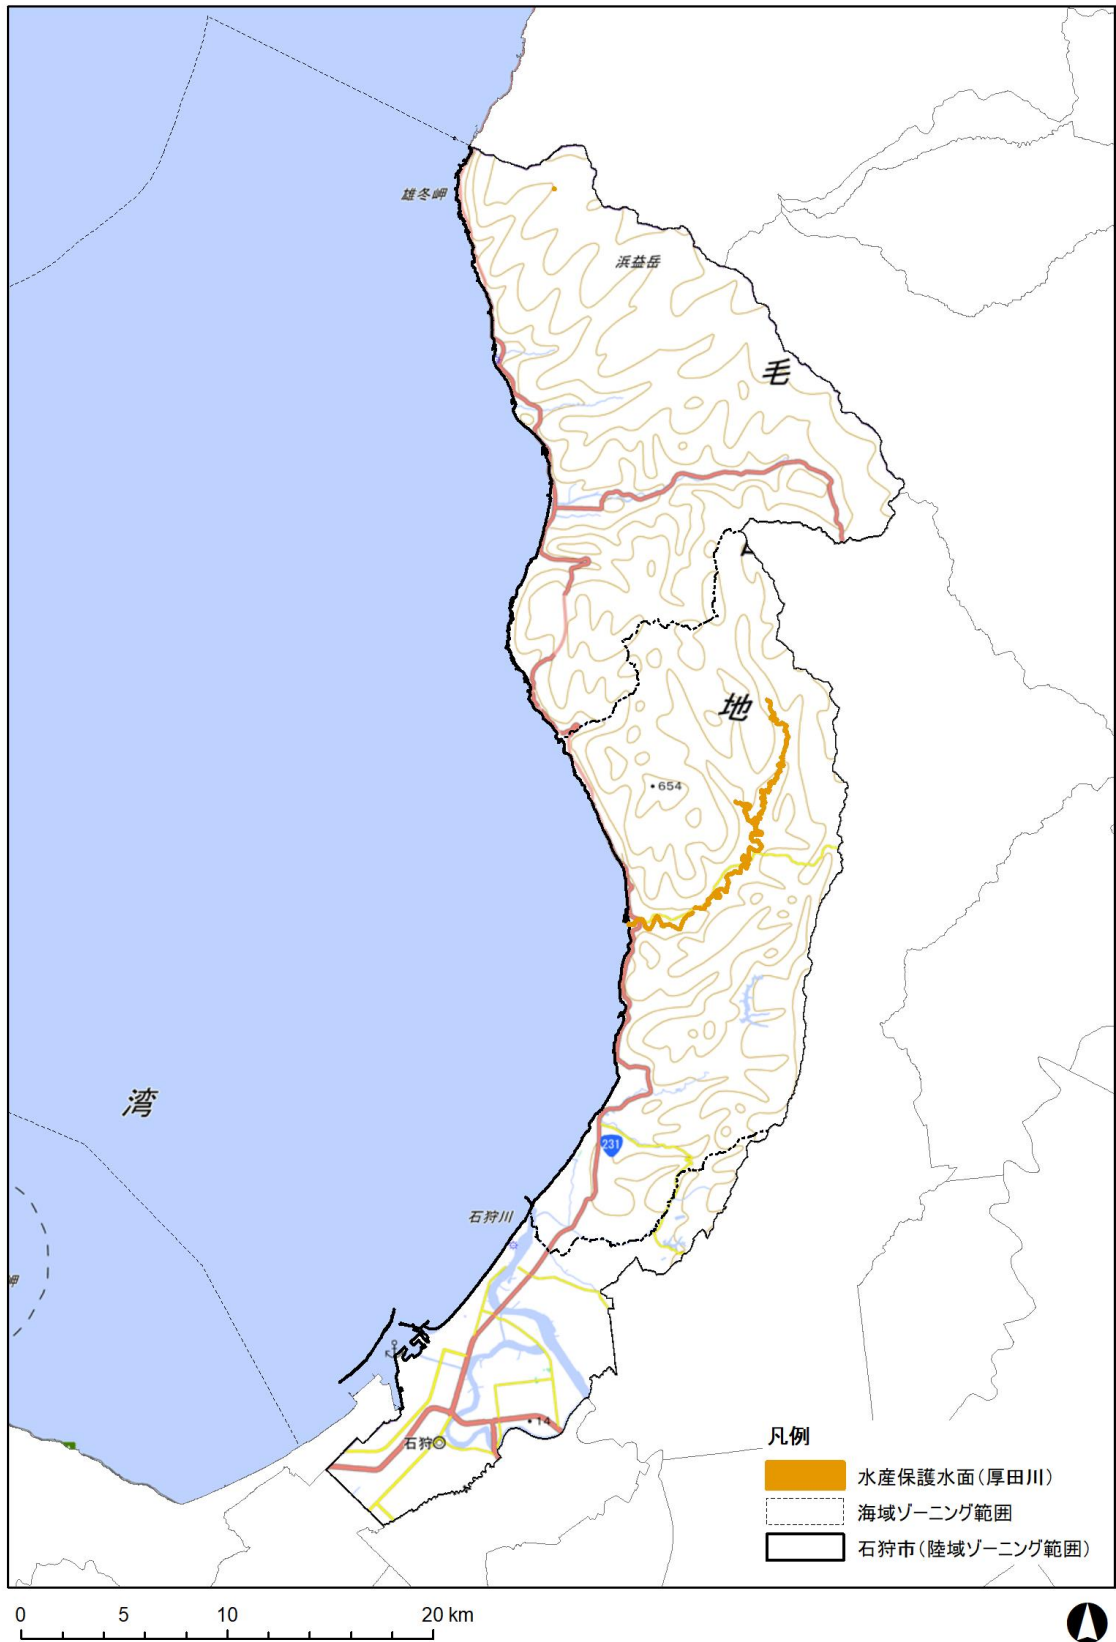 雄冬岬
浜益岳
毛
地
・654
湾
231
石狩川
岬
・14
石狩◎
凡例
水産保護水面（厚田川）
海域ゾーニング範囲
石狩市（陸域ゾーニング範囲）
0 5 10 20 km